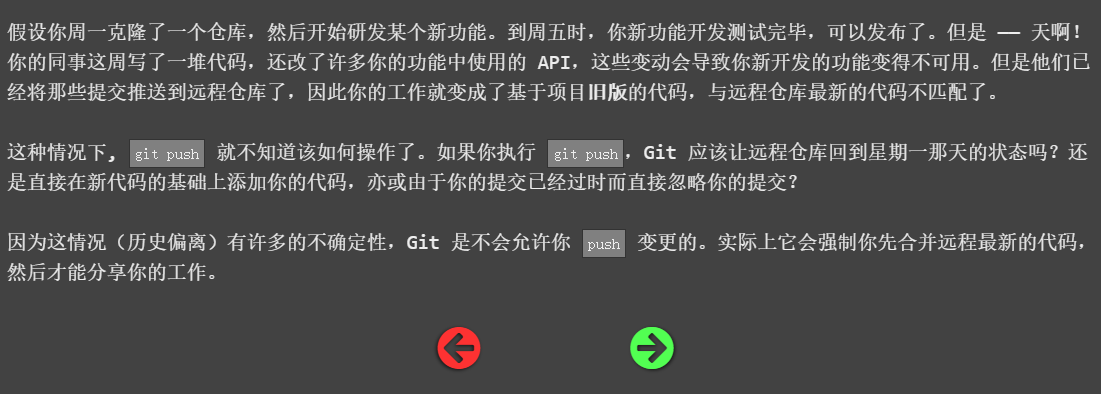 假设你周一克隆了一个仓库，然后开始研发某个新功能。到周五时，你新功能开发测试完毕，可以发布了。但是 —— 天啊！
你的同事这周写了一堆代码，还改了许多你的功能中使用的 API，这些变动会导致你新开发的功能变得不可用。但是他们已
经将那些提交推送到远程仓库了，因此你的工作就变成了基于项目旧版的代码，与远程仓库最新的代码不匹配了。
这种情况下, git push 就不知道该如何操作了。如果你执行 git push，Git 应该让远程仓库回到星期一那天的状态吗？还
是直接在新代码的基础上添加你的代码，亦或由于你的提交已经过时而直接忽略你的提交？
因为这情况（历史偏离）有许多的不确定性，Git 是不会允许你 push 变更的。实际上它会强制你先合并远程最新的代码，
然后才能分享你的工作。